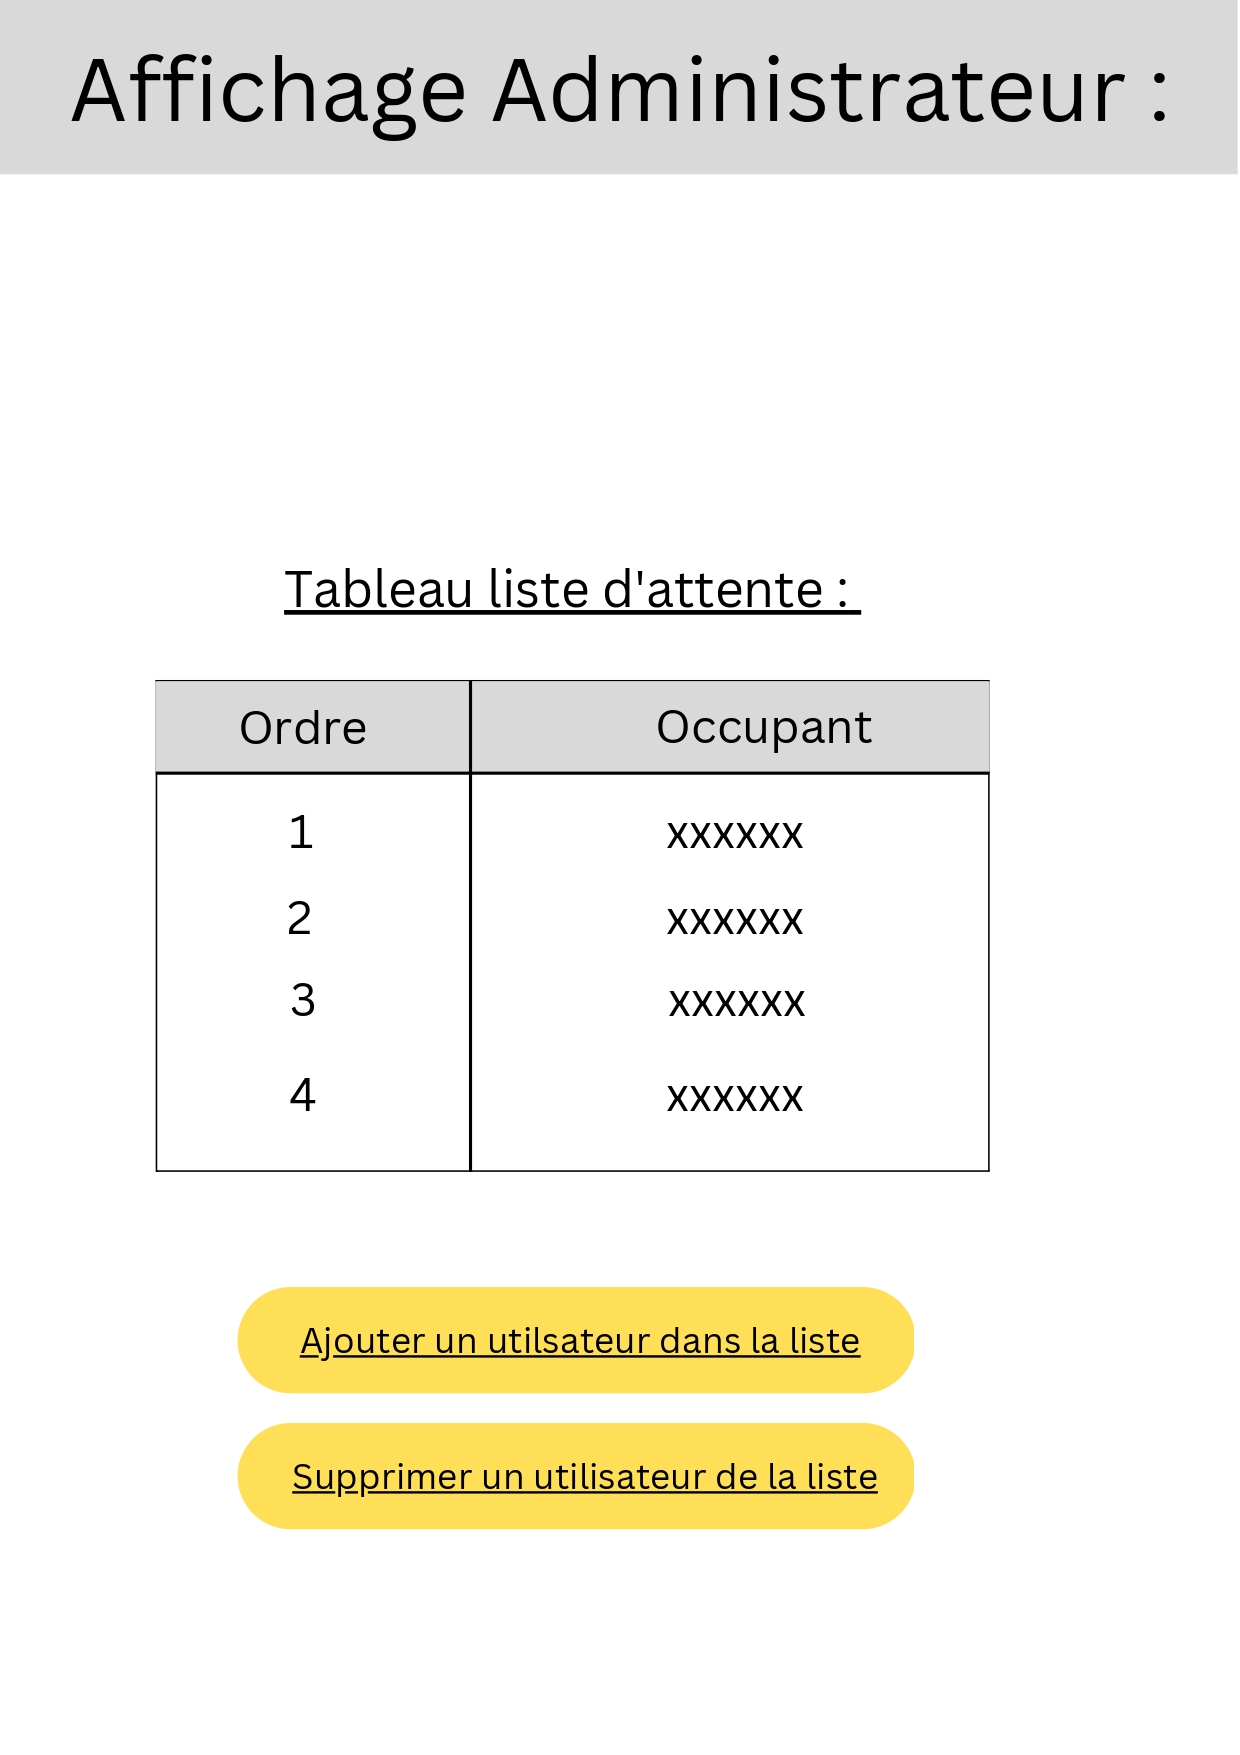 Affichage Administrateur :
Tableau liste d'attente :
Ordre Occupant
1 xxxxxx
2 xxxxxx
3 xxxxxx
4 xxxxxx
Ajouter un utilsateur dans la liste
Supprimer un utilisateur de la liste